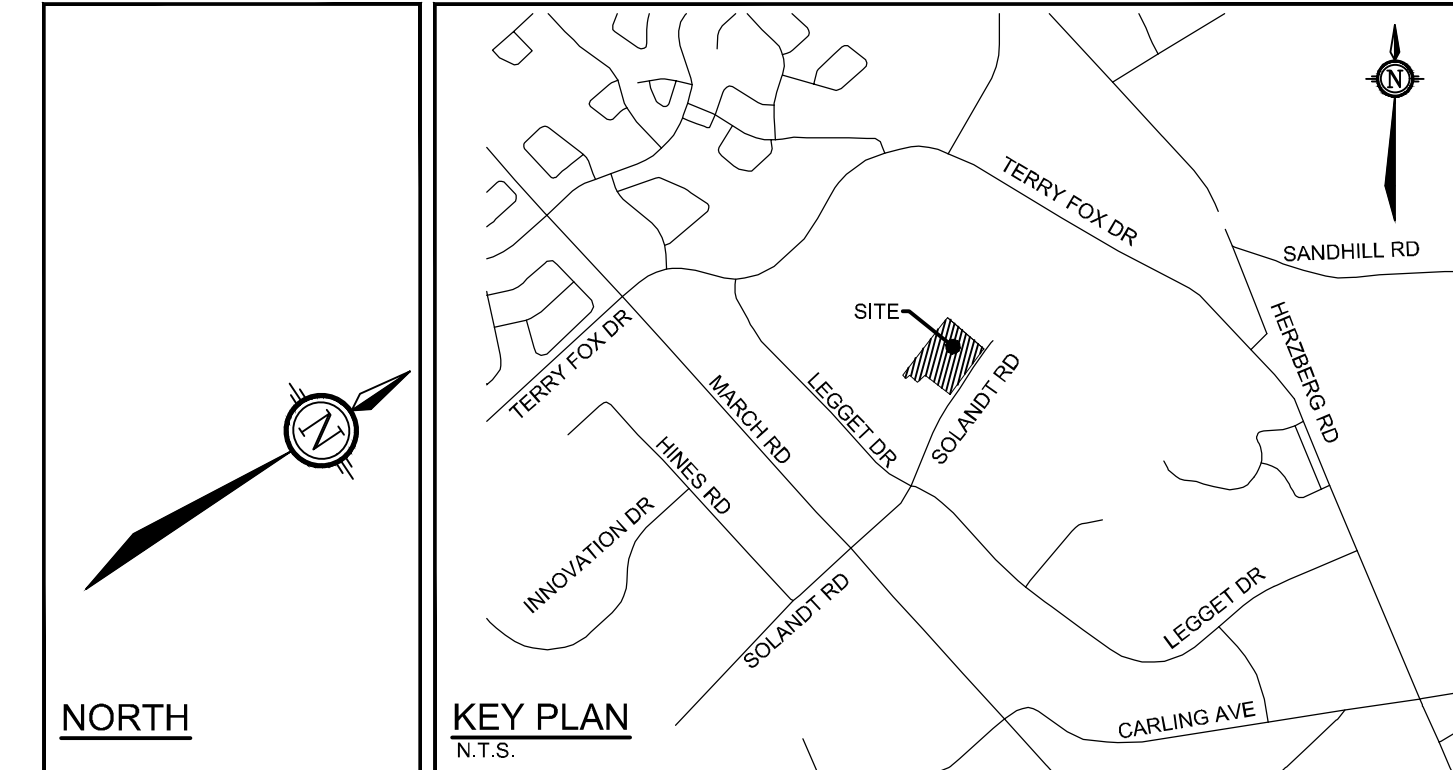 N
NORTH
N
TERRY FOX DR
SANDHILL RD
SITE
HERZBERG RD
TERRY FOX DR
MARCH RD
LEGGET DR
SOLANDT RD
HINES RD
INNOVATION DR
SOLANDT RD
LEGGET DR
CARLING AVE
KEY PLAN
N.T.S.